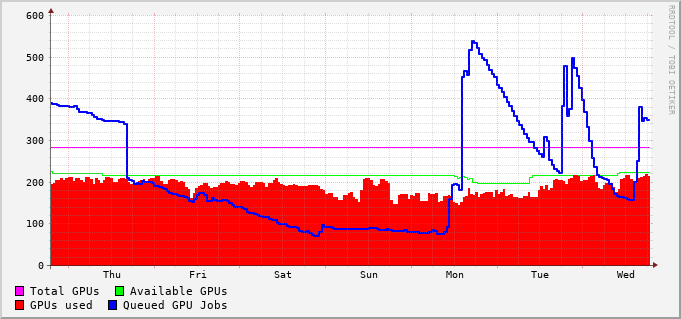 600
500
400
300
200
100
0
Thu Fri Sat Sun Mon Tue Wed
Total GPUs Available GPUs
GPUs used Queued GPU Jobs
RRDTOOL / TOBI OETIKER